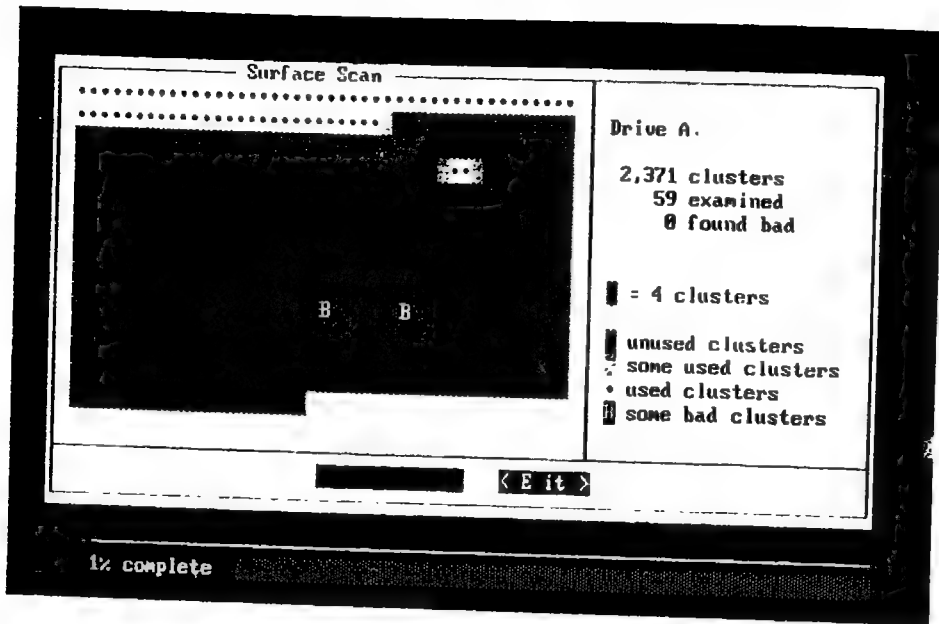 Surface Scan
Drive A.
2,371 clusters
59 examined
0 found bad
B B
= 4 clusters
unused clusters
some used clusters
used clusters
B some bad clusters
< E it >
1% complete